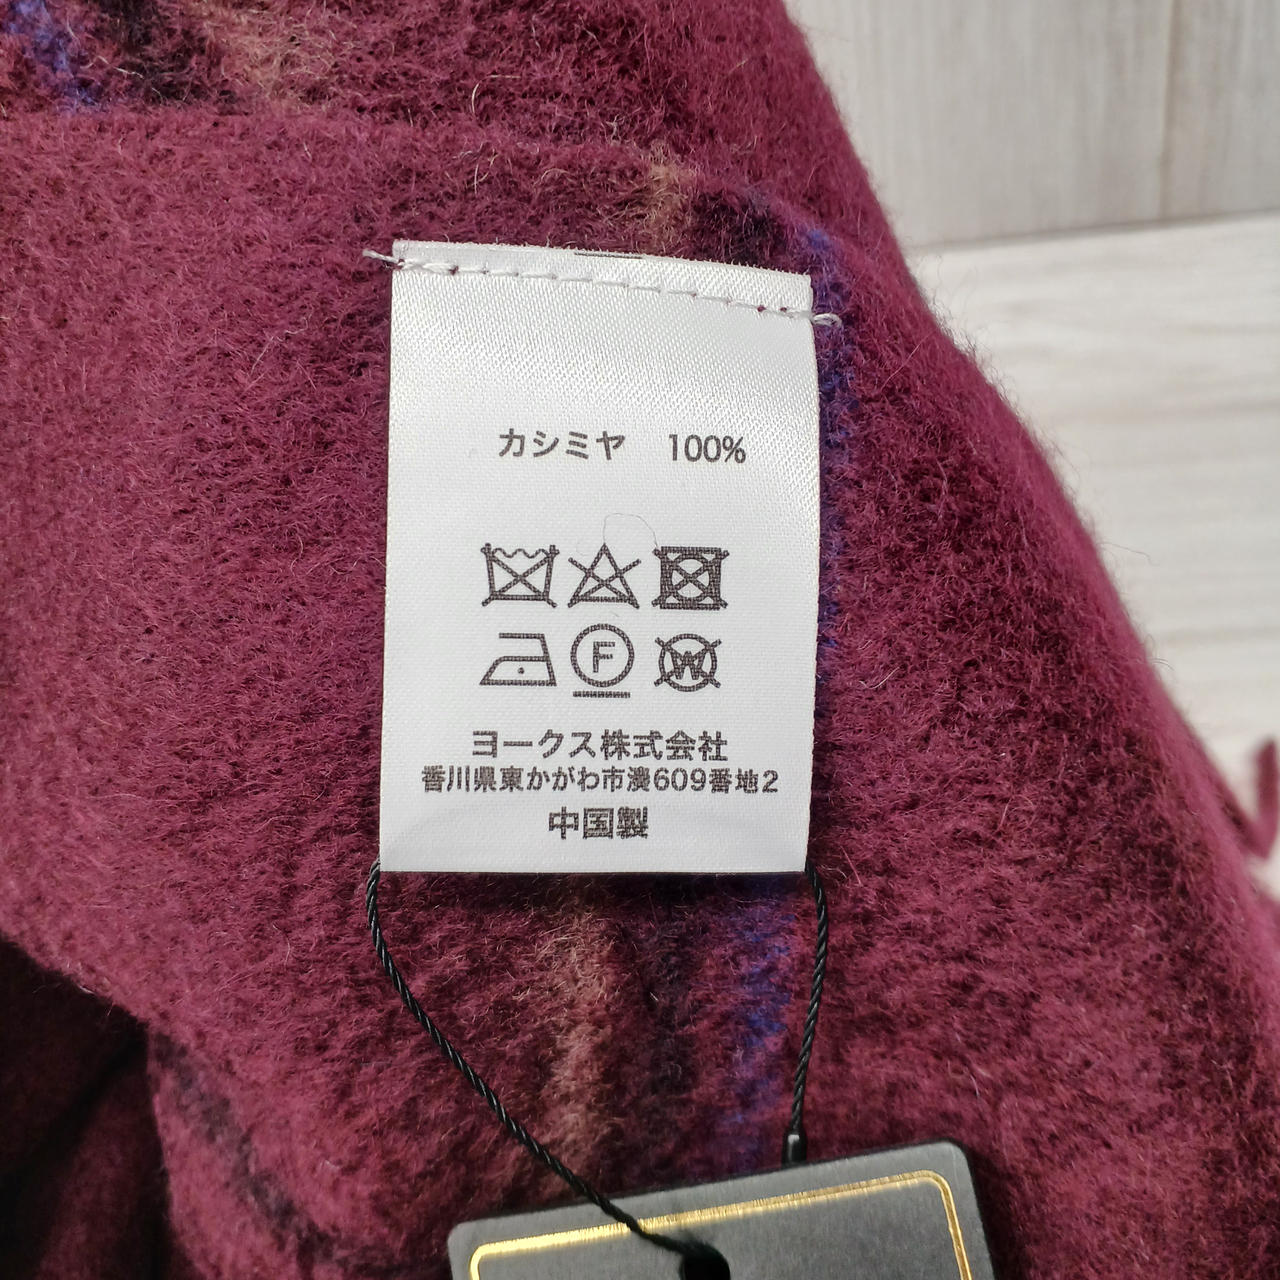 カシミヤ 100%
F W
ヨークス株式会社
香川県東かがわ市湊609番地2
中国製